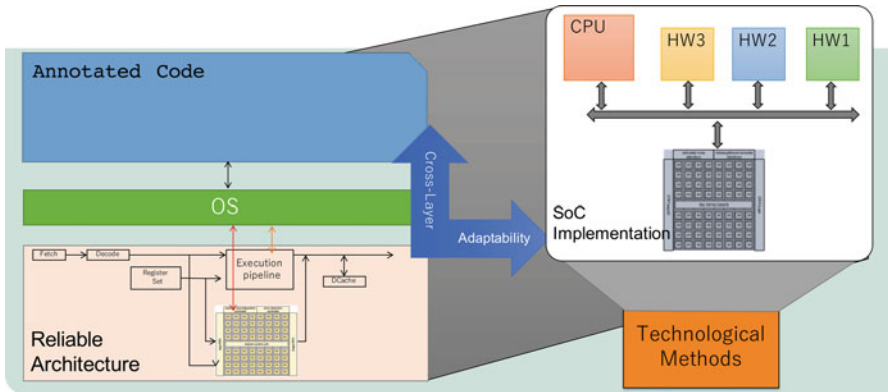 Annotated Code
OS
Fetch
Decode
Register
Set
Execution
pipeline
DCache
Reliable
Architecture
Cross-Layer
Adaptability
CPU
HW3
HW2
HW1
SoC
Implementation
Technological
Methods